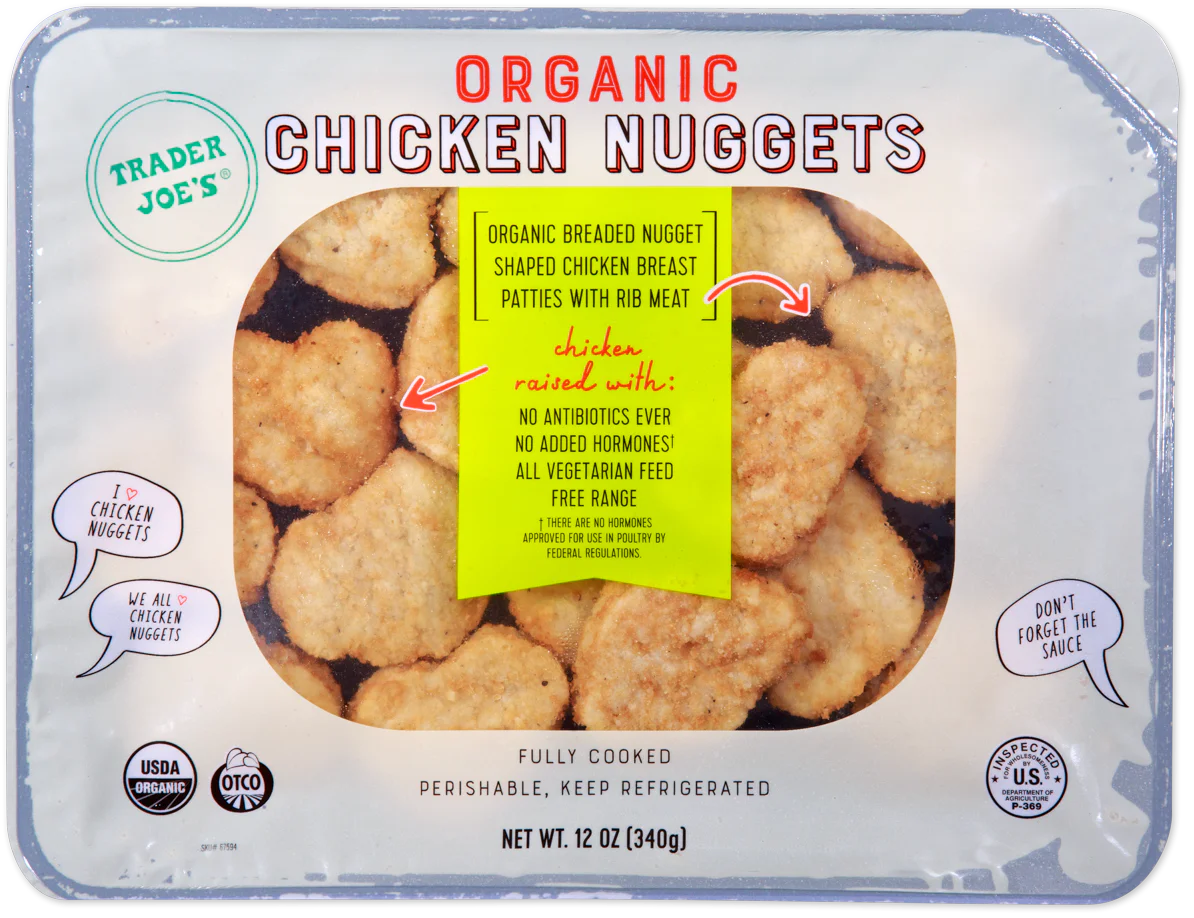 ORGANIC
CHICKEN NUGGETS
TRADER
JOE'S®
ORGANIC BREADED NUGGET
SHAPED CHICKEN BREAST
PATTIES WITH RIB MEAT
chicken
raised with:
NO ANTIBIOTICS EVER
NO ADDED HORMONES†
ALL VEGETARIAN FEED
FREE RANGE
† THERE ARE NO HORMONES
APPROVED FOR USE IN POULTRY BY
FEDERAL REGULATIONS.
I ♡
CHICKEN
NUGGETS
WE ALL ♡
CHICKEN
NUGGETS
DON'T
FORGET THE
SAUCE
USDA
ORGANIC
OTCO
FULLY COOKED
PERISHABLE, KEEP REFRIGERATED
NET WT. 12 OZ (340g)
INSPECTED
FOR WHOLESOMENESS
BY
U.S.
DEPARTMENT OF
AGRICULTURE
P-369